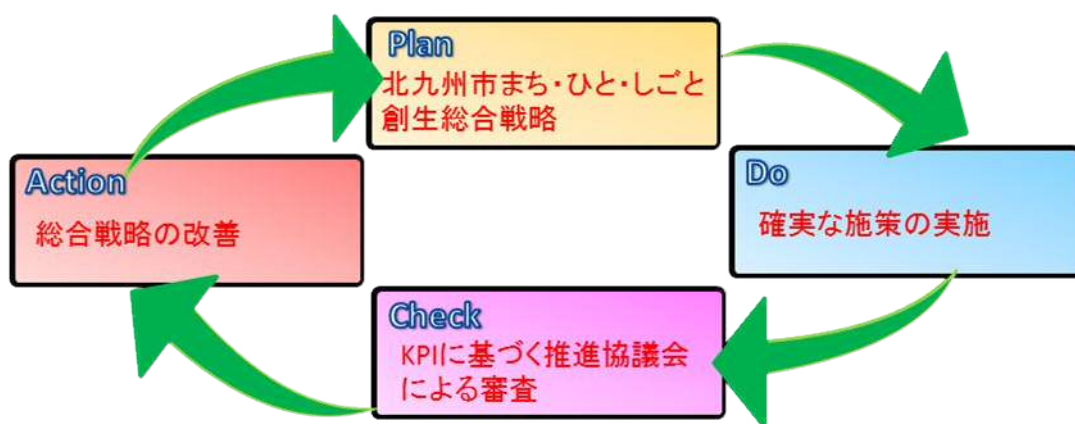 Plan
北九州市まち・ひと・しごと
創生総合戦略
Do
確実な施策の実施
Check
KPIに基づく推進協議会
による審査
Action
総合戦略の改善